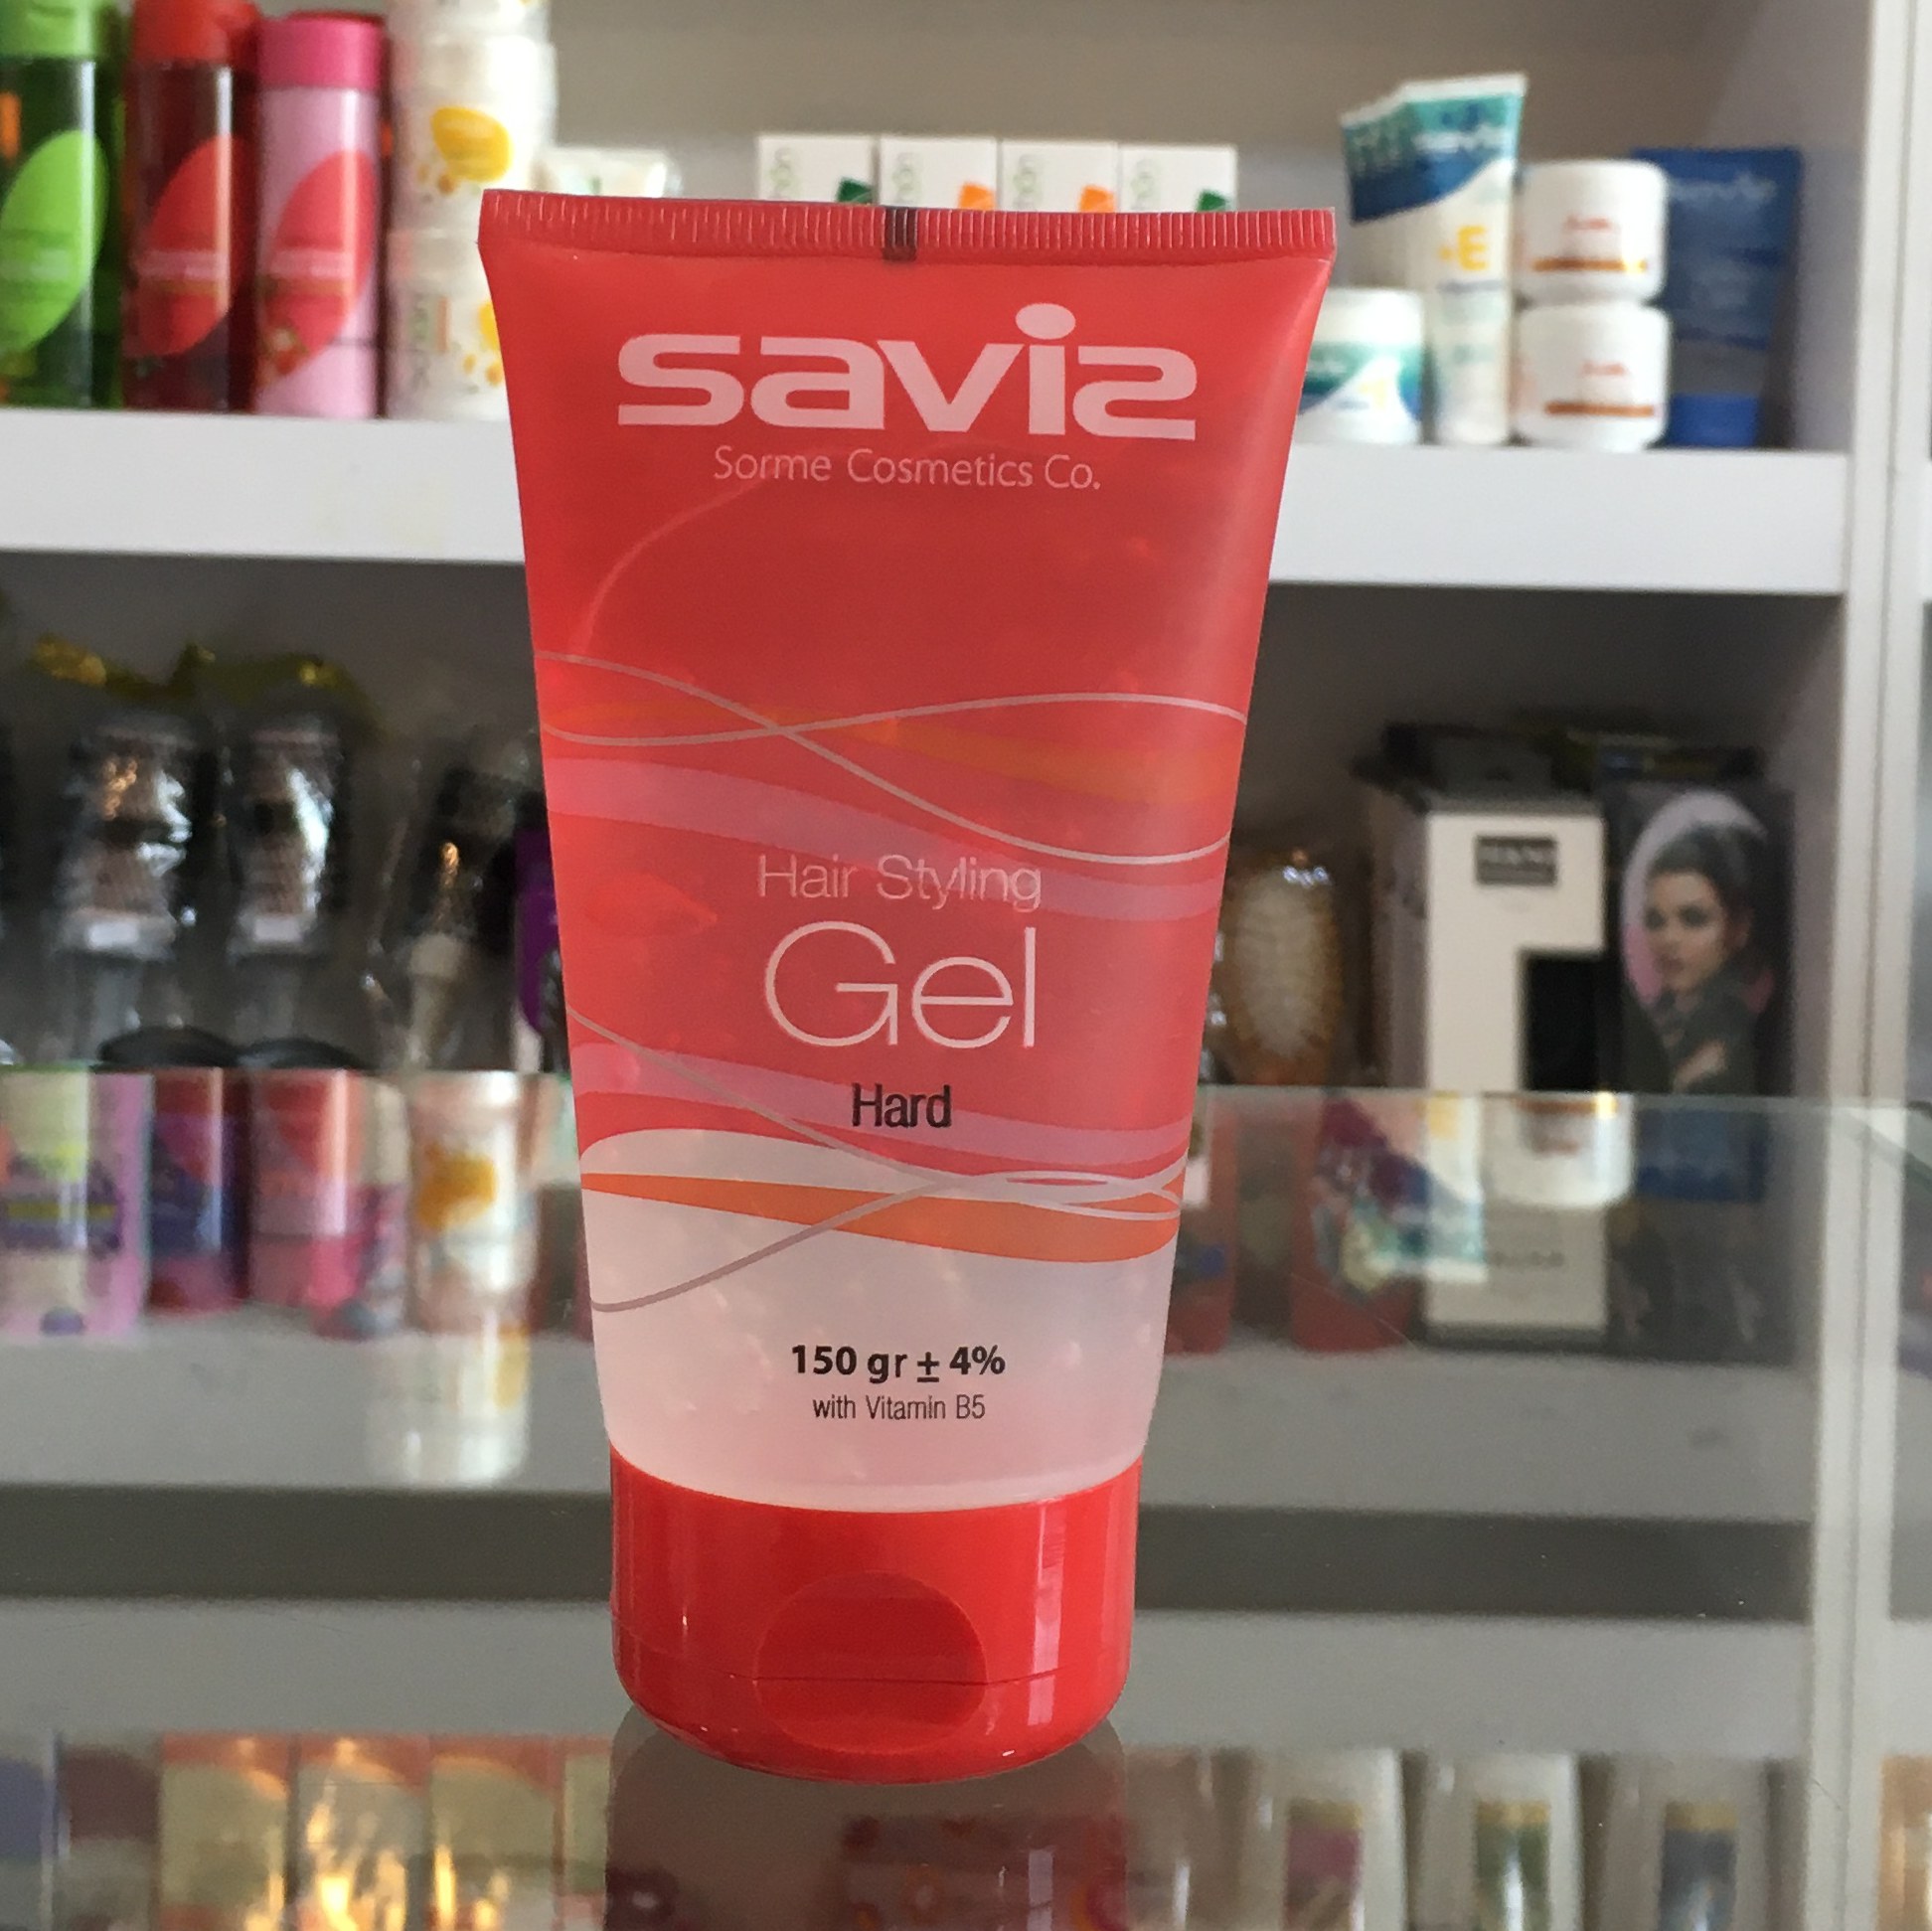 saviz
Sorme Cosmetics Co.
Hair Styling
Gel
Hard
150 gr ± 4%
with Vitamin B5